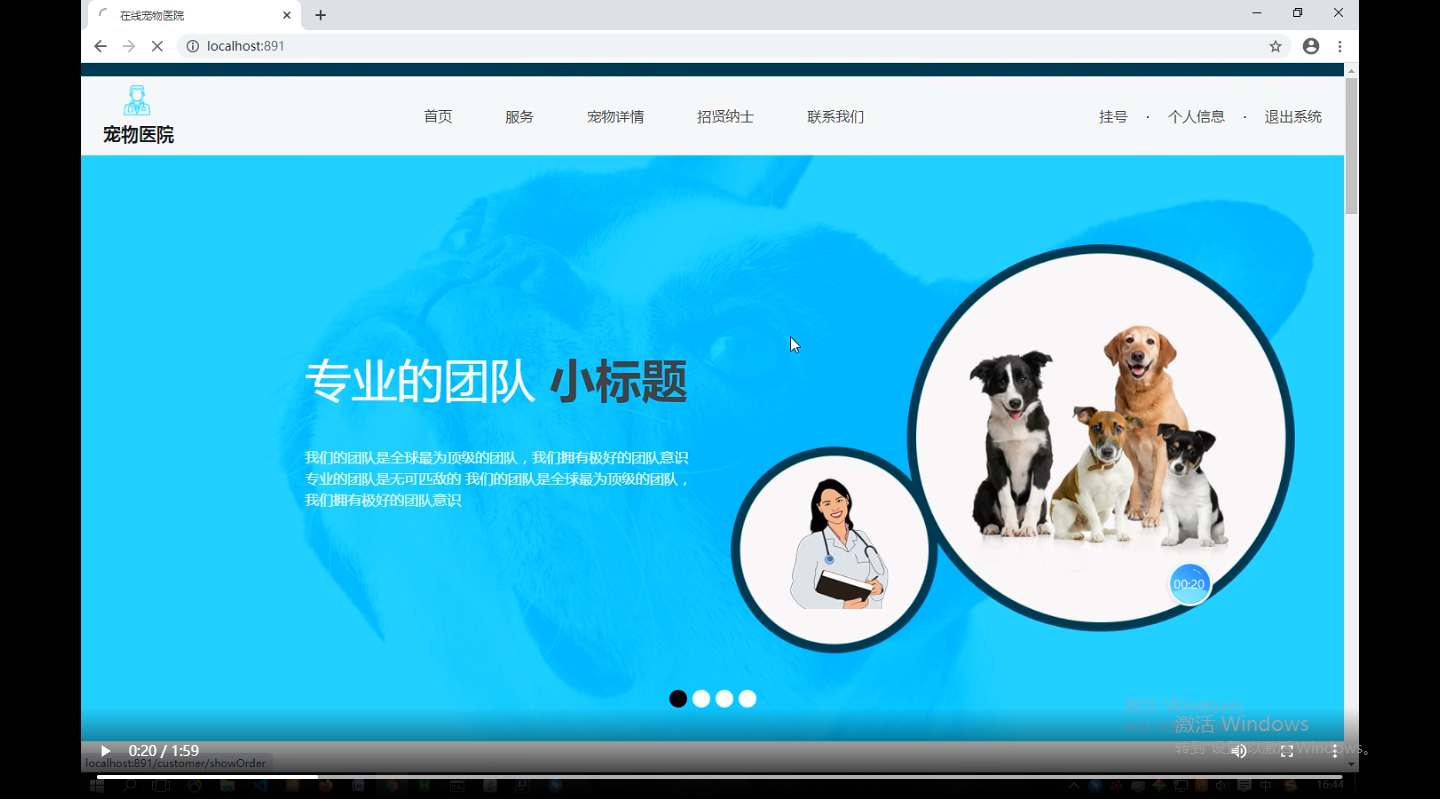 在线宠物医院
localhost:891
宠物医院
首页 服务 宠物详情 招贤纳士 联系我们 挂号 · 个人信息 · 退出系统
专业的团队 小标题
我们的团队是全球最为顶级的团队，我们拥有极好的团队意识
专业的团队是无可匹敌的 我们的团队是全球最为顶级的团队，
我们拥有极好的团队意识
00:20
激活 Windows
转到"设置"以激活 Windows。
0:20 / 1:59
localhost:891/customer/showOrder
中
16:44